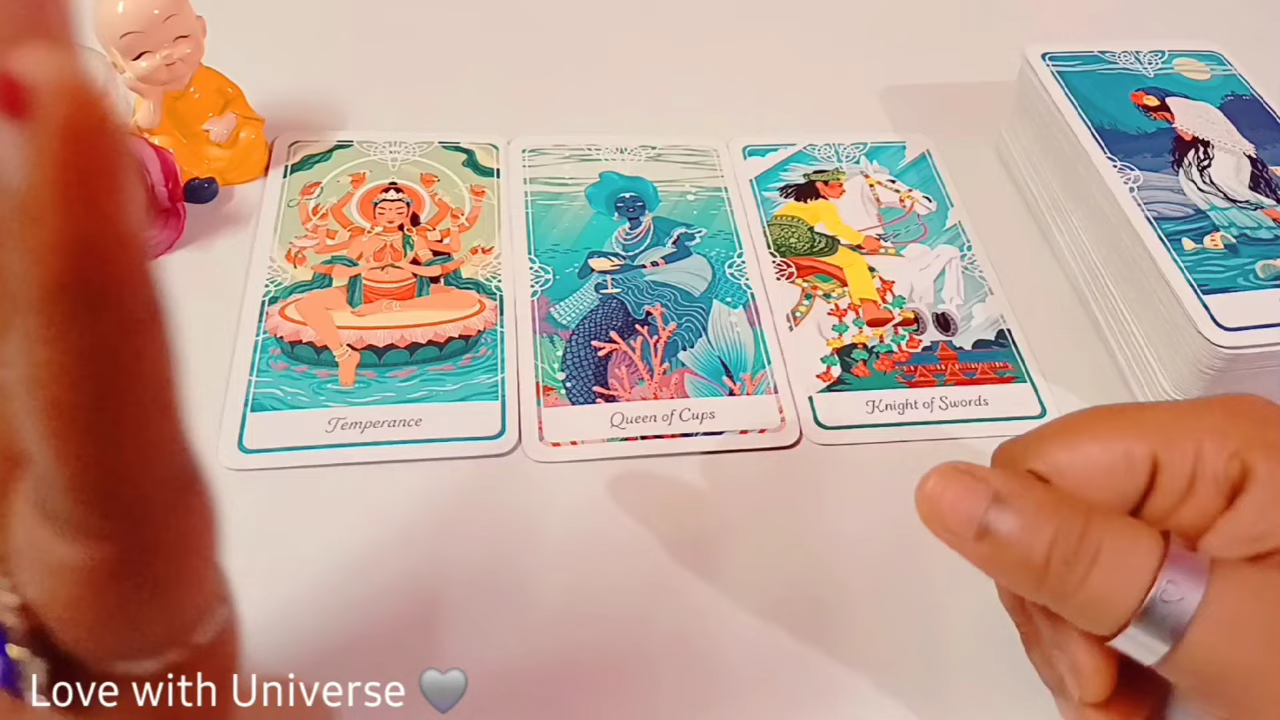 Temperance
Queen of Cups
Knight of Swords
Love with Universe 🩶